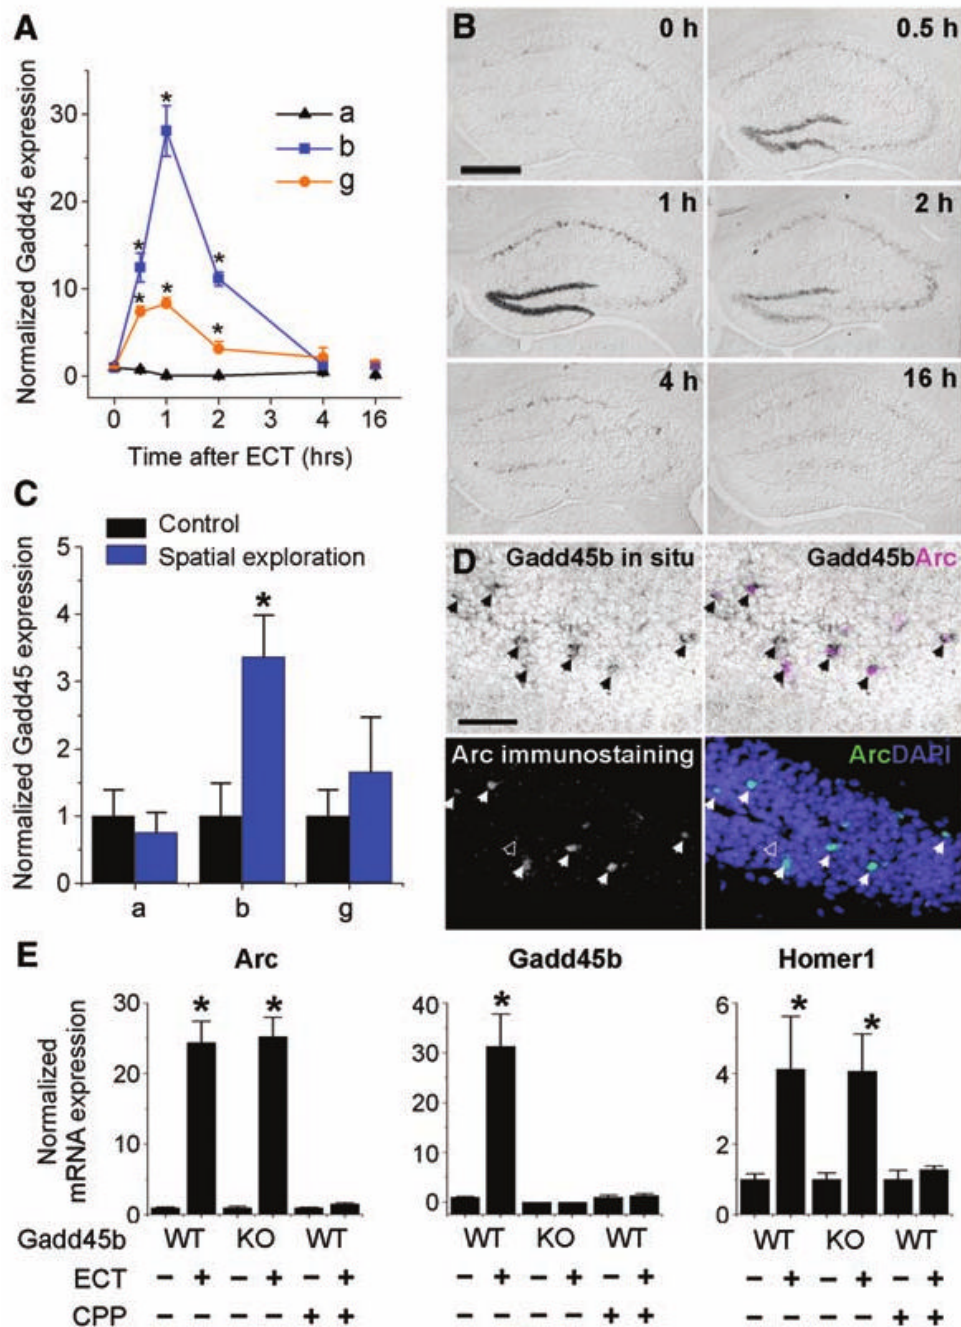 A
Normalized Gadd45 expression
30
20
10
0
* * * * * *
a
b
g
0 1 2 3 4 16
Time after ECT (hrs)
B
0 h
0.5 h
1 h
2 h
4 h
16 h
C
Control
Spatial exploration
Normalized Gadd45 expression
5
4
3
2
1
0
*
a b g
D
Gadd45b in situ
Gadd45bArc
Arc immunostaining
ArcDAPI
E
Arc
Normalized
mRNA expression
30
20
10
0
* *
Gadd45b
40
30
20
10
0
*
Homer1
6
4
2
0
* *
Gadd45b WT KO WT WT KO WT WT KO WT
ECT − + − + − + − + − + − + − + − + − +
CPP − − − − + + − − − − + + − − − − + +